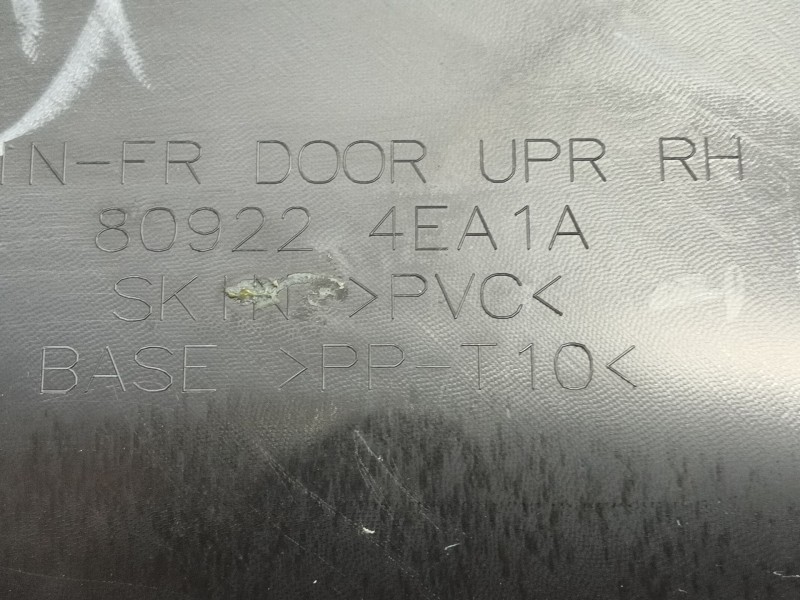 IN-FR DOOR UPR RH
80922 4EA1A
SKIN >PVC<
BASE >PP-T10<